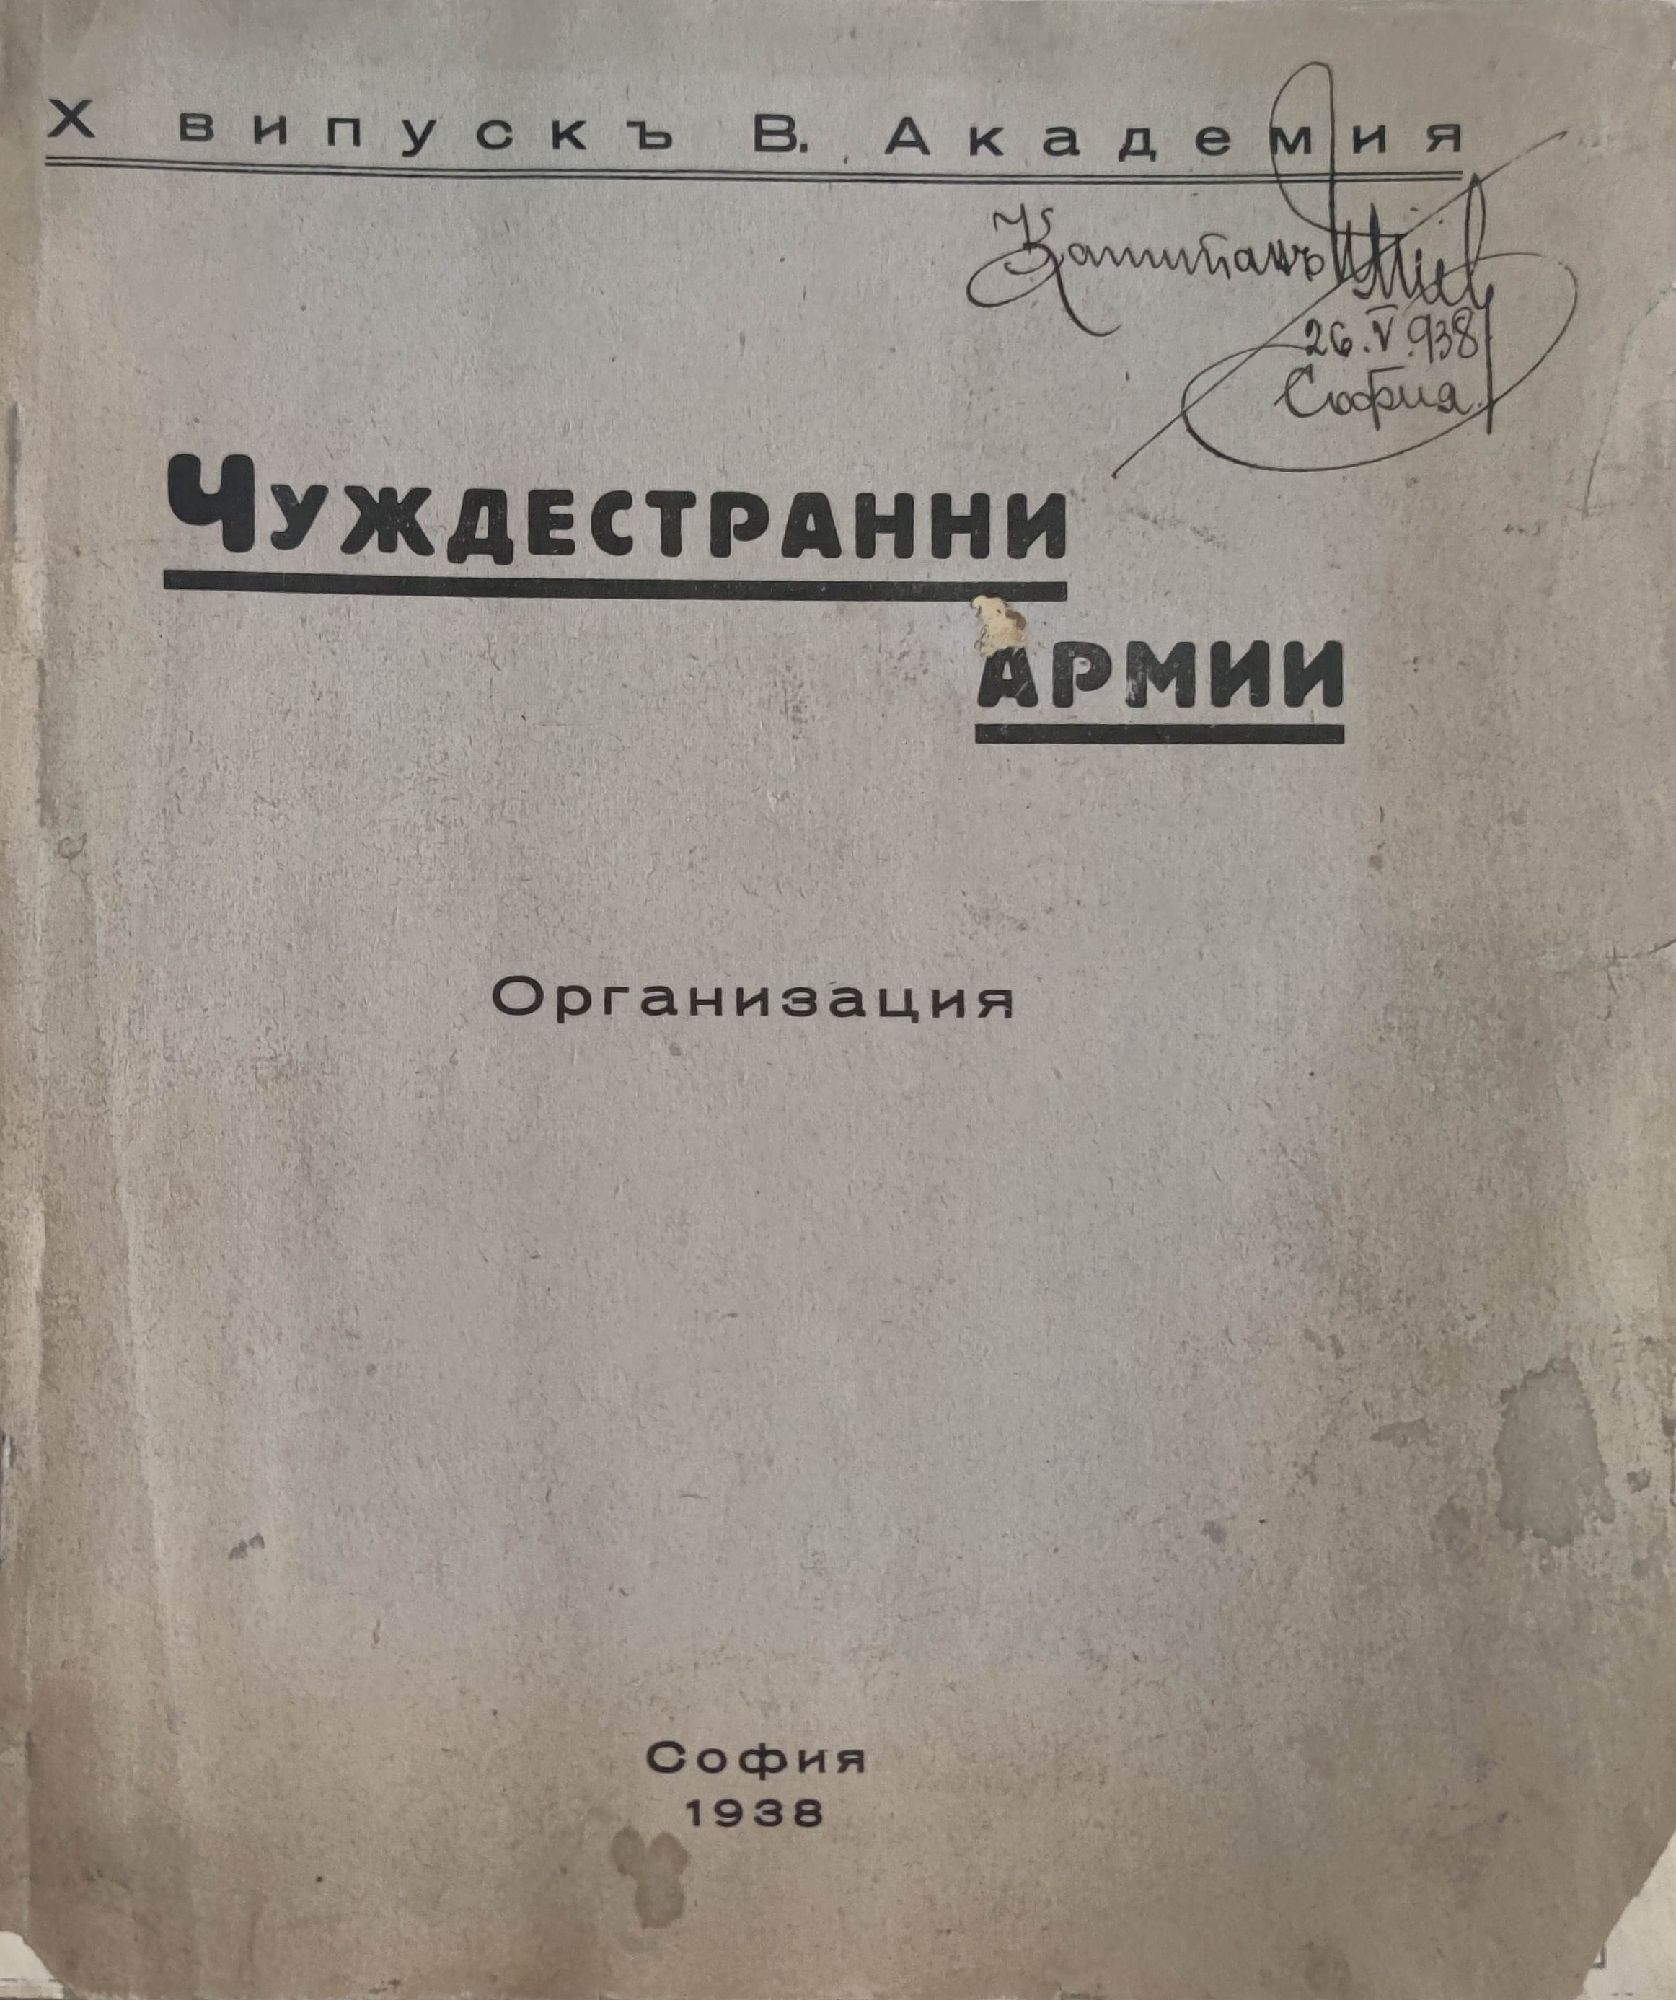 X випускъ В. Академия
Капитанъ
26.V.938
София
Чуждестранни
армии
Организация
София
1938